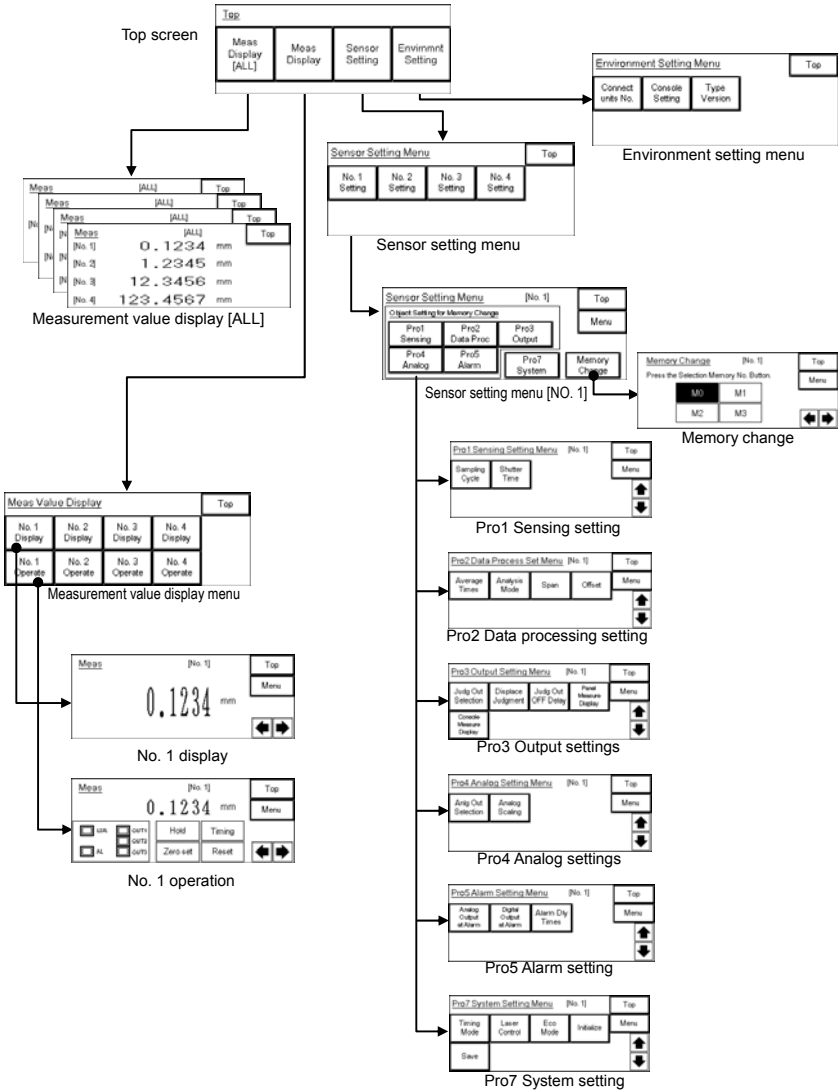 Top screen
Top
Meas Display [ALL]
Meas Display
Sensor Setting
Envirnmnt Setting
Environment Setting Menu
Top
Connect units No.
Console Setting
Type Version
Environment setting menu
Sensor Setting Menu
Top
No. 1 Setting
No. 2 Setting
No. 3 Setting
No. 4 Setting
Sensor setting menu
Meas [ALL] Top
Meas [ALL] Top
Meas [ALL] Top
Meas [ALL] Top
[No. 1] 0.1234 mm
[No. 2] 1.2345 mm
[No. 3] 12.3456 mm
[No. 4] 123.4567 mm
Measurement value display [ALL]
Sensor Setting Menu [No. 1] Top
Menu
Object Setting for Memory Change
Pro1 Sensing
Pro2 Data Proc
Pro3 Output
Pro4 Analog
Pro5 Alarm
Pro7 System
Memory Change
Sensor setting menu [NO. 1]
Memory Change [No. 1] Top
Press the Selection Memory No. Button.
Menu
M0 M1
M2 M3
Memory change
Pro1 Sensing Setting Menu [No. 1] Top
Sampling Cycle
Shutter Time
Menu
Pro1 Sensing setting
Meas Value Display Top
No. 1 Display
No. 2 Display
No. 3 Display
No. 4 Display
No. 1 Operate
No. 2 Operate
No. 3 Operate
No. 4 Operate
Measurement value display menu
Pro2 Data Process Set Menu [No. 1] Top
Average Times
Analysis Mode
Span
Offset
Menu
Pro2 Data processing setting
Meas [No. 1] Top
Menu
0.1234 mm
No. 1 display
Pro3 Output Setting Menu [No. 1] Top
Judg Out Selection
Displace Judgment
Judg Out OFF Delay
Panel Measure Display
Menu
Console Measure Display
Pro3 Output settings
Meas [No. 1] Top
0.1234 mm Menu
OUT1
OUT2
AL
OUT3
Hold Timing
Zero set Reset
No. 1 operation
Pro4 Analog Setting Menu [No. 1] Top
Anlg Out Selection
Analog Scaling
Menu
Pro4 Analog settings
Pro5 Alarm Setting Menu [No. 1] Top
Analog Output at Alarm
Digital Output at Alarm
Alarm Dly Times
Menu
Pro5 Alarm setting
Pro7 System Setting Menu [No. 1] Top
Timing Mode
Laser Control
Eco Mode
Initialize
Menu
Save
Pro7 System setting